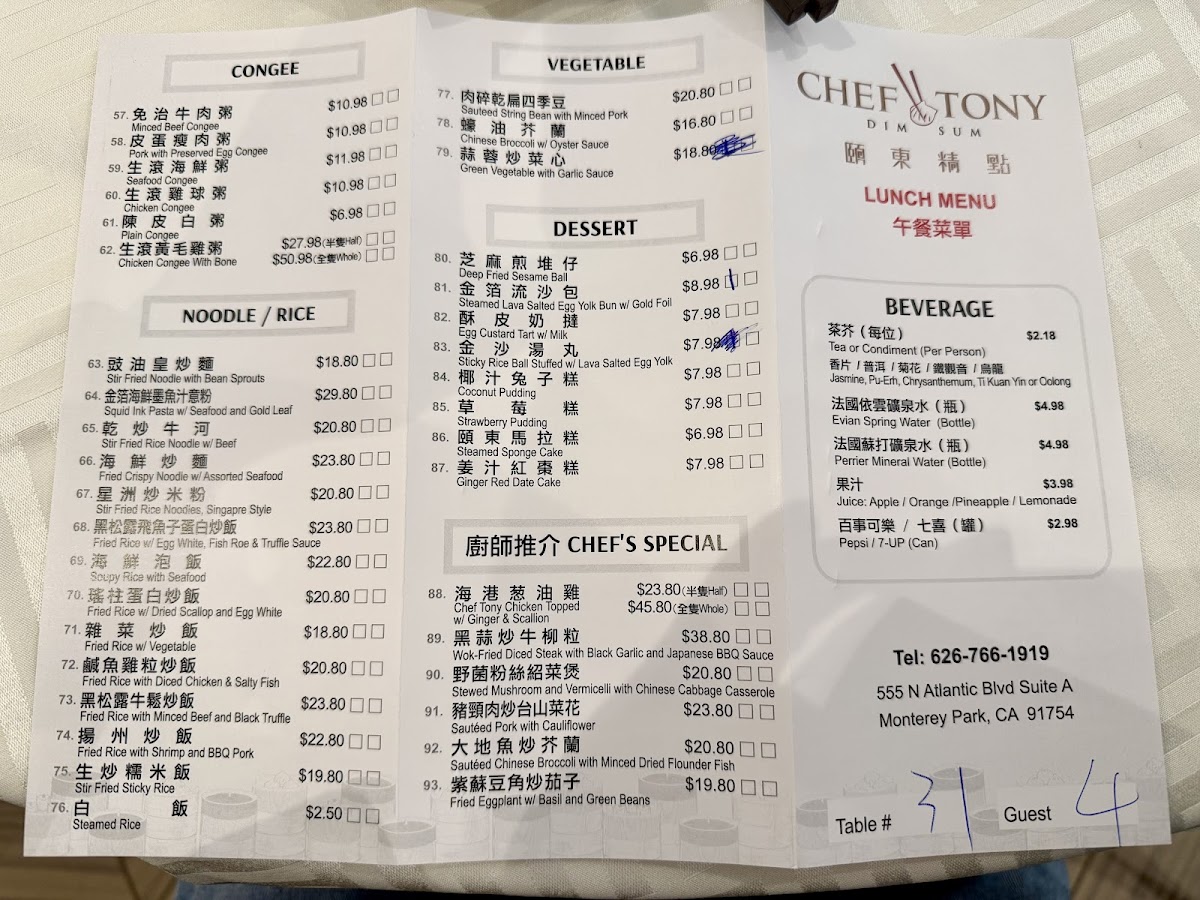 CONGEE
57. 免治牛肉粥 $10.98
Minced Beef Congee
58. 皮蛋瘦肉粥 $10.98
Pork with Preserved Egg Congee
59. 生滾海鮮粥 $11.98
Seafood Congee
60. 生滾雞球粥 $10.98
Chicken Congee
61. 陳皮白粥 $6.98
Plain Congee
62. 生滾黃毛雞粥 $27.98(半隻Half)
Chicken Congee With Bone $50.98(全隻Whole)
NOODLE / RICE
63. 豉油皇炒麵 $18.80
Stir Fried Noodle with Bean Sprouts
64. 金箔海鮮墨魚汁意粉 $29.80
Squid Ink Pasta w/ Seafood and Gold Leaf
65. 乾炒牛河 $20.80
Stir Fried Rice Noodle w/ Beef
66. 海鮮炒麵 $23.80
Fried Crispy Noodle w/ Assorted Seafood
67. 星洲炒米粉 $20.80
Stir Fried Rice Noodles, Singapre Style
68. 黑松露飛魚子蛋白炒飯 $23.80
Fried Rice w/ Egg White, Fish Roe & Truffle Sauce
69. 海鮮泡飯 $22.80
Soupy Rice with Seafood
70. 瑤柱蛋白炒飯 $20.80
Fried Rice w/ Dried Scallop and Egg White
71. 雜菜炒飯 $18.80
Fried Rice w/ Vegetable
72. 鹹魚雞粒炒飯 $20.80
Fried Rice with Diced Chicken & Salty Fish
73. 黑松露牛鬆炒飯 $23.80
Fried Rice with Minced Beef and Black Truffle
74. 揚州炒飯 $22.80
Fried Rice with Shrimp and BBQ Pork
75. 生炒糯米飯 $19.80
Stir Fried Sticky Rice
76. 白飯 $2.50
Steamed Rice
VEGETABLE
77. 肉碎乾扁四季豆 $20.80
Sauteed String Bean with Minced Pork
78. 蠔油芥蘭 $16.80
Chinese Broccoli w/ Oyster Sauce
79. 蒜蓉炒菜心 $18.80
Green Vegetable with Garlic Sauce
DESSERT
80. 芝麻煎堆仔 $6.98
Deep Fried Sesame Ball
81. 金箔流沙包 $8.98
Steamed Lava Salted Egg Yolk Bun w/ Gold Foil
82. 酥皮奶撻 $7.98
Egg Custard Tart w/ Milk
83. 金沙湯丸 $7.98
Sticky Rice Ball Stuffed w/ Lava Salted Egg Yolk
84. 椰汁兔子糕 $7.98
Coconut Pudding
85. 草莓糕 $7.98
Strawberry Pudding
86. 頤東馬拉糕 $6.98
Steamed Sponge Cake
87. 姜汁紅棗糕 $7.98
Ginger Red Date Cake
廚師推介 CHEF'S SPECIAL
88. 海港葱油雞 $23.80(半隻Half)
Chef Tony Chicken Topped $45.80(全隻Whole)
w/ Ginger & Scallion
89. 黑蒜炒牛柳粒 $38.80
Wok-Fried Diced Steak with Black Garlic and Japanese BBQ Sauce
90. 野菌粉絲紹菜煲 $20.80
Stewed Mushroom and Vermicelli with Chinese Cabbage Casserole
91. 豬頸肉炒台山菜花 $23.80
Sautéed Pork with Cauliflower
92. 大地魚炒芥蘭 $20.80
Sautéed Chinese Broccoli with Minced Dried Flounder Fish
93. 紫蘇豆角炒茄子 $19.80
Fried Eggplant w/ Basil and Green Beans
CHEF TONY
DIM SUM
頤東精點
LUNCH MENU
午餐菜單
BEVERAGE
茶芥 (每位) $2.18
Tea or Condiment (Per Person)
香片 / 普洱 / 菊花 / 鐵觀音 / 烏龍
Jasmine, Pu-Erh, Chrysanthemum, Ti Kuan Yin or Oolong
法國依雲礦泉水 (瓶) $4.98
Evian Spring Water (Bottle)
法國蘇打礦泉水 (瓶) $4.98
Perrier Mineral Water (Bottle)
果汁 $3.98
Juice: Apple / Orange /Pineapple / Lemonade
百事可樂 / 七喜 (罐) $2.98
Pepsi / 7-UP (Can)
Tel: 626-766-1919
555 N Atlantic Blvd Suite A
Monterey Park, CA 91754
Table # 31 Guest 4